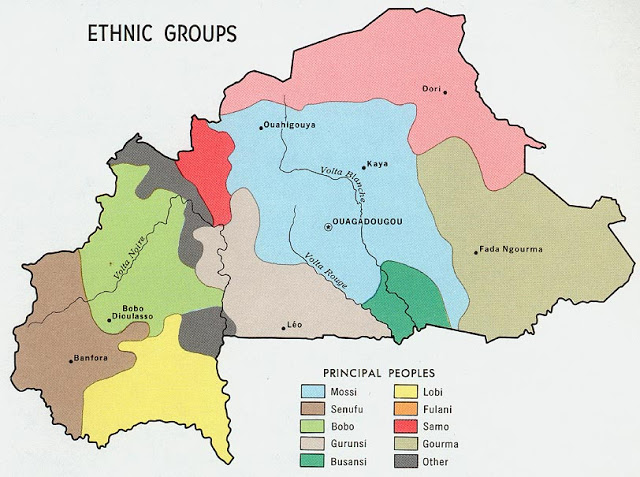 ETHNIC GROUPS
Dori
Ouahigouya
Kaya
Volta Blanche
OUAGADOUGOU
Fada Ngourma
Volta Noire
Volta Rouge
Bobo
Dioulasso
Léo
Banfora
PRINCIPAL PEOPLES
Mossi
Lobi
Senufu
Fulani
Bobo
Samo
Gurunsi
Gourma
Busansi
Other